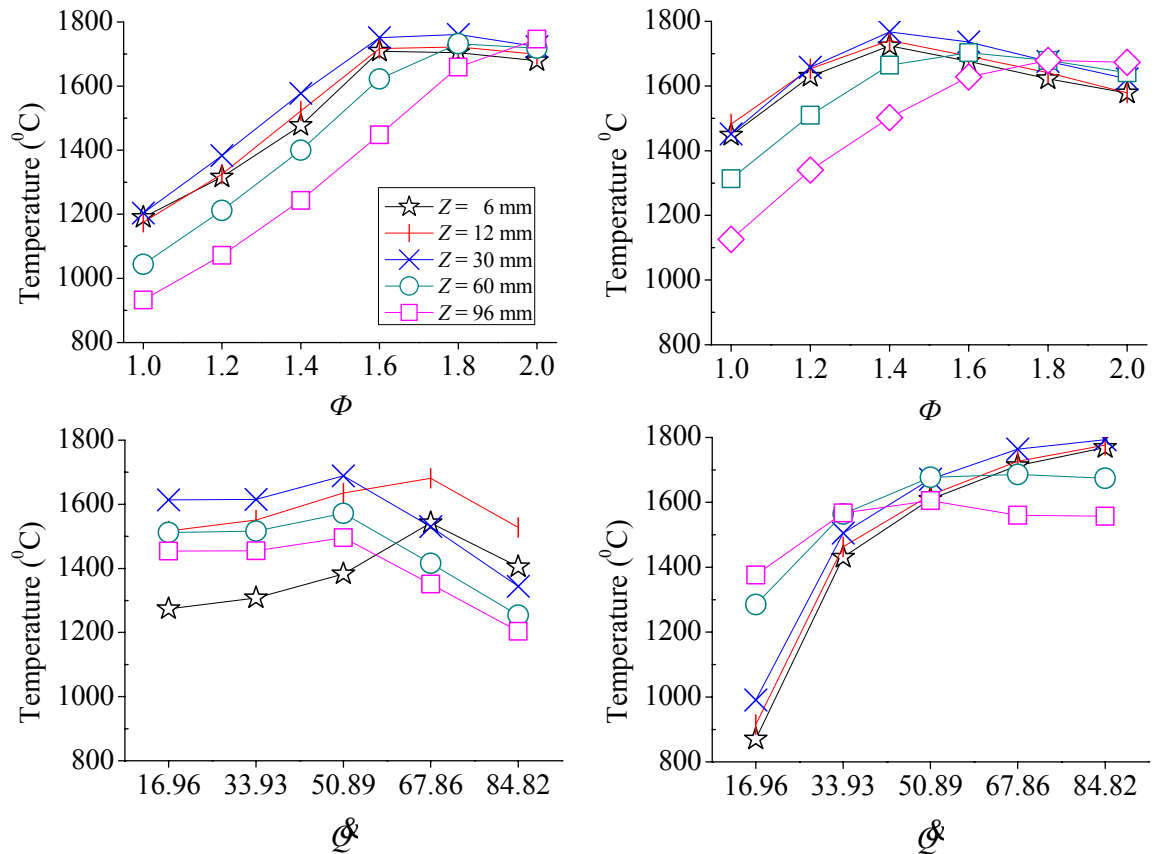 Temperature (⁰C)
1800
1600
1400
1200
1000
800
1.0 1.2 1.4 1.6 1.8 2.0
Φ
Z = 6 mm
Z = 12 mm
Z = 30 mm
Z = 60 mm
Z = 96 mm
Temperature ⁰C
1800
1600
1400
1200
1000
800
1.0 1.2 1.4 1.6 1.8 2.0
Φ
Temperature (⁰C)
1800
1600
1400
1200
1000
800
16.96 33.93 50.89 67.86 84.82
Q&
Temperature (⁰C)
1800
1600
1400
1200
1000
800
16.96 33.93 50.89 67.86 84.82
Q&